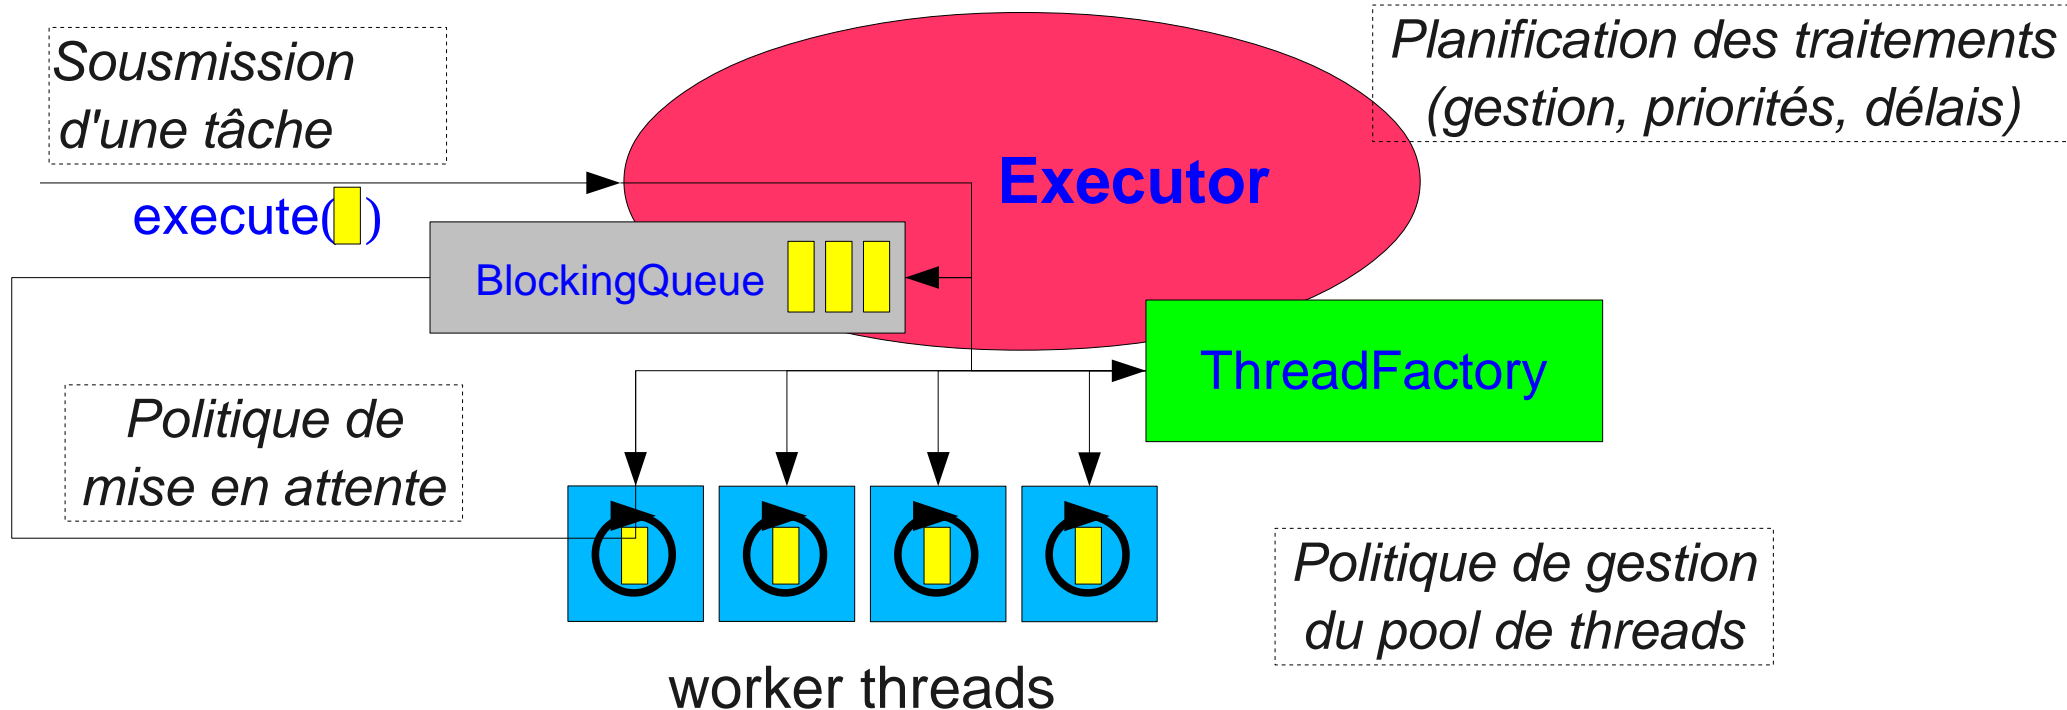 Sousmission
d'une tâche
Planification des traitements
(gestion, priorités, délais)
Executor
execute( )
BlockingQueue
ThreadFactory
Politique de
mise en attente
Politique de gestion
du pool de threads
worker threads